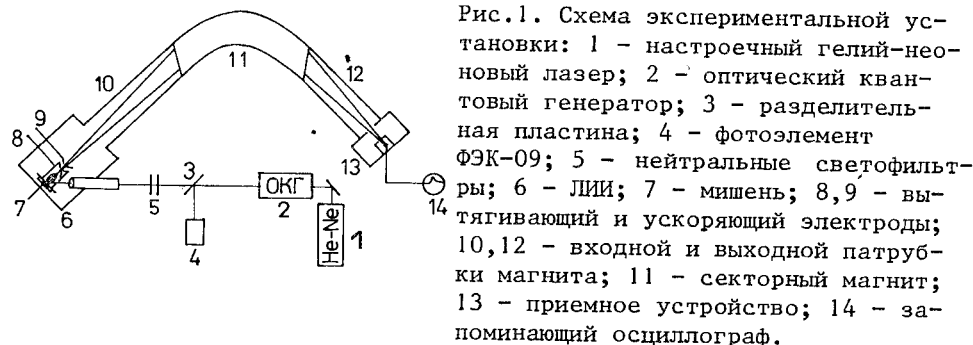 Рис.1. Схема экспериментальной ус-
тановки: 1 - настроечный гелий-нео-
новый лазер; 2 - оптический кван-
товый генератор; 3 - разделитель-
ная пластина; 4 - фотоэлемент
ФЭК-09; 5 - нейтральные светофильт-
ры; 6 - ЛИИ; 7 - мишень; 8,9 - вы-
тягивающий и ускоряющий электроды;
10,12 - входной и выходной патруб-
ки магнита; 11 - секторный магнит;
13 - приемное устройство; 14 - за-
поминающий осциллограф.
10
11
12
9
8
7
6
5
3
4
ОКГ
2
He-Ne
1
13
14